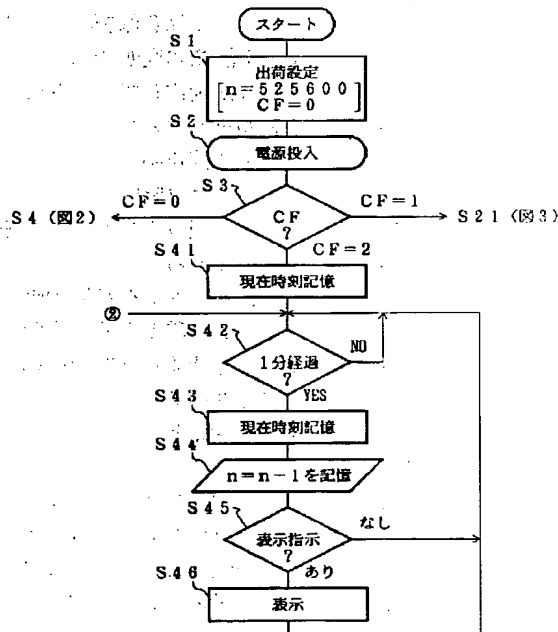 スタート
S1
出荷設定
n=525600
CF=0
S2
電源投入
S3
CF=0
CF=1
S4 (図2)
CF
?
S21 (図3)
CF=2
S41
現在時刻記憶
②
S42
NO
1分経過
?
YES
S43
現在時刻記憶
S44
n=n-1を記憶
S45
表示指示
?
なし
あり
S46
表示